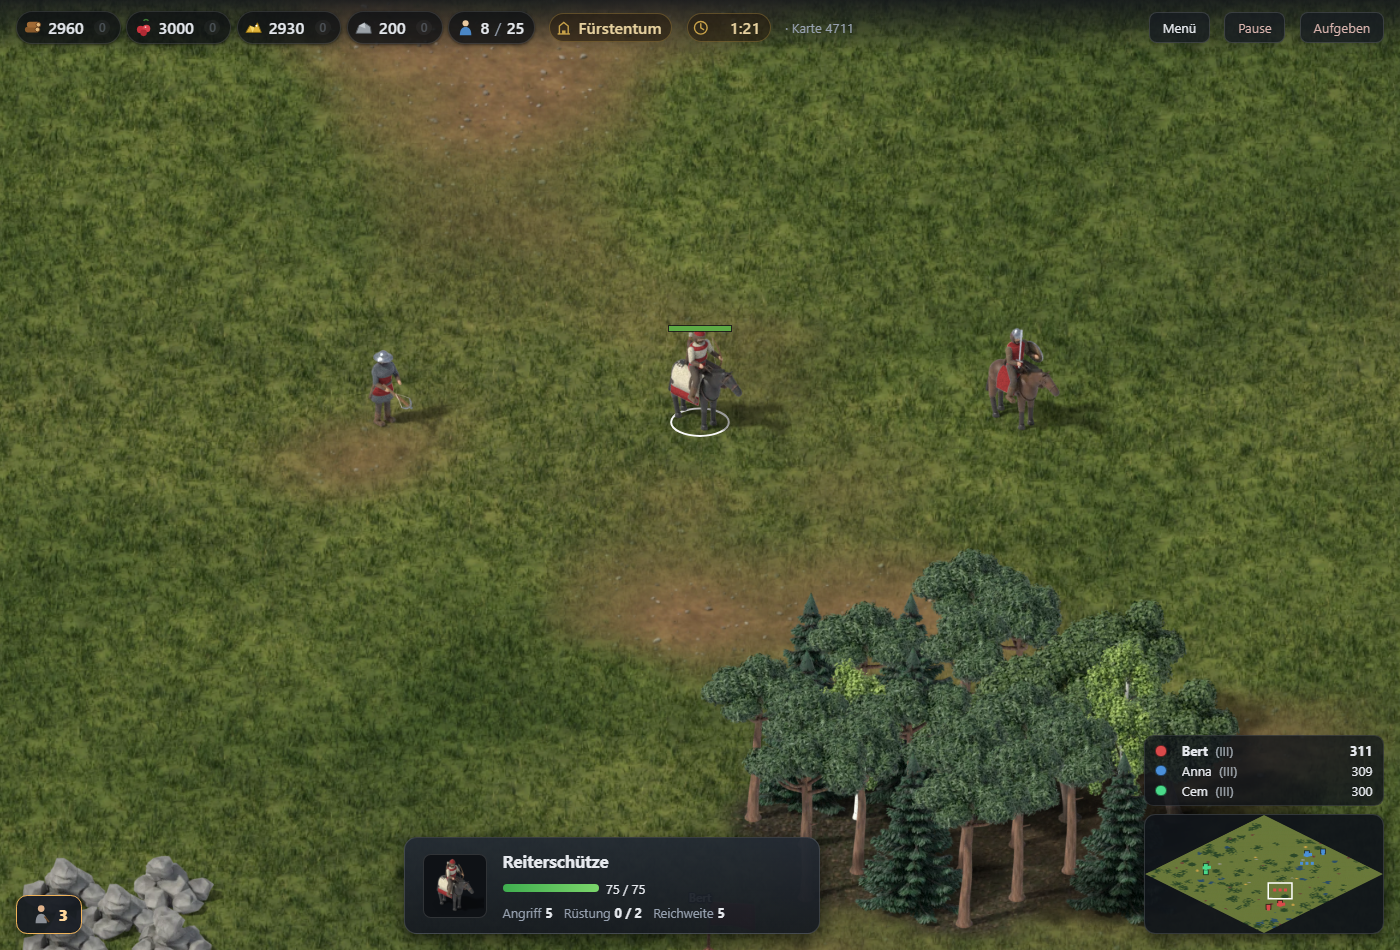 2960 0 3000 0 2930 0 200 0 8 / 25 Fürstentum 1:21 · Karte 4711 Menü Pause Aufgeben
Bert (III) 311
Anna (III) 309
Cem (III) 300
Reiterschütze
75 / 75
Bert
Angriff 5 Rüstung 0 / 2 Reichweite 5
3